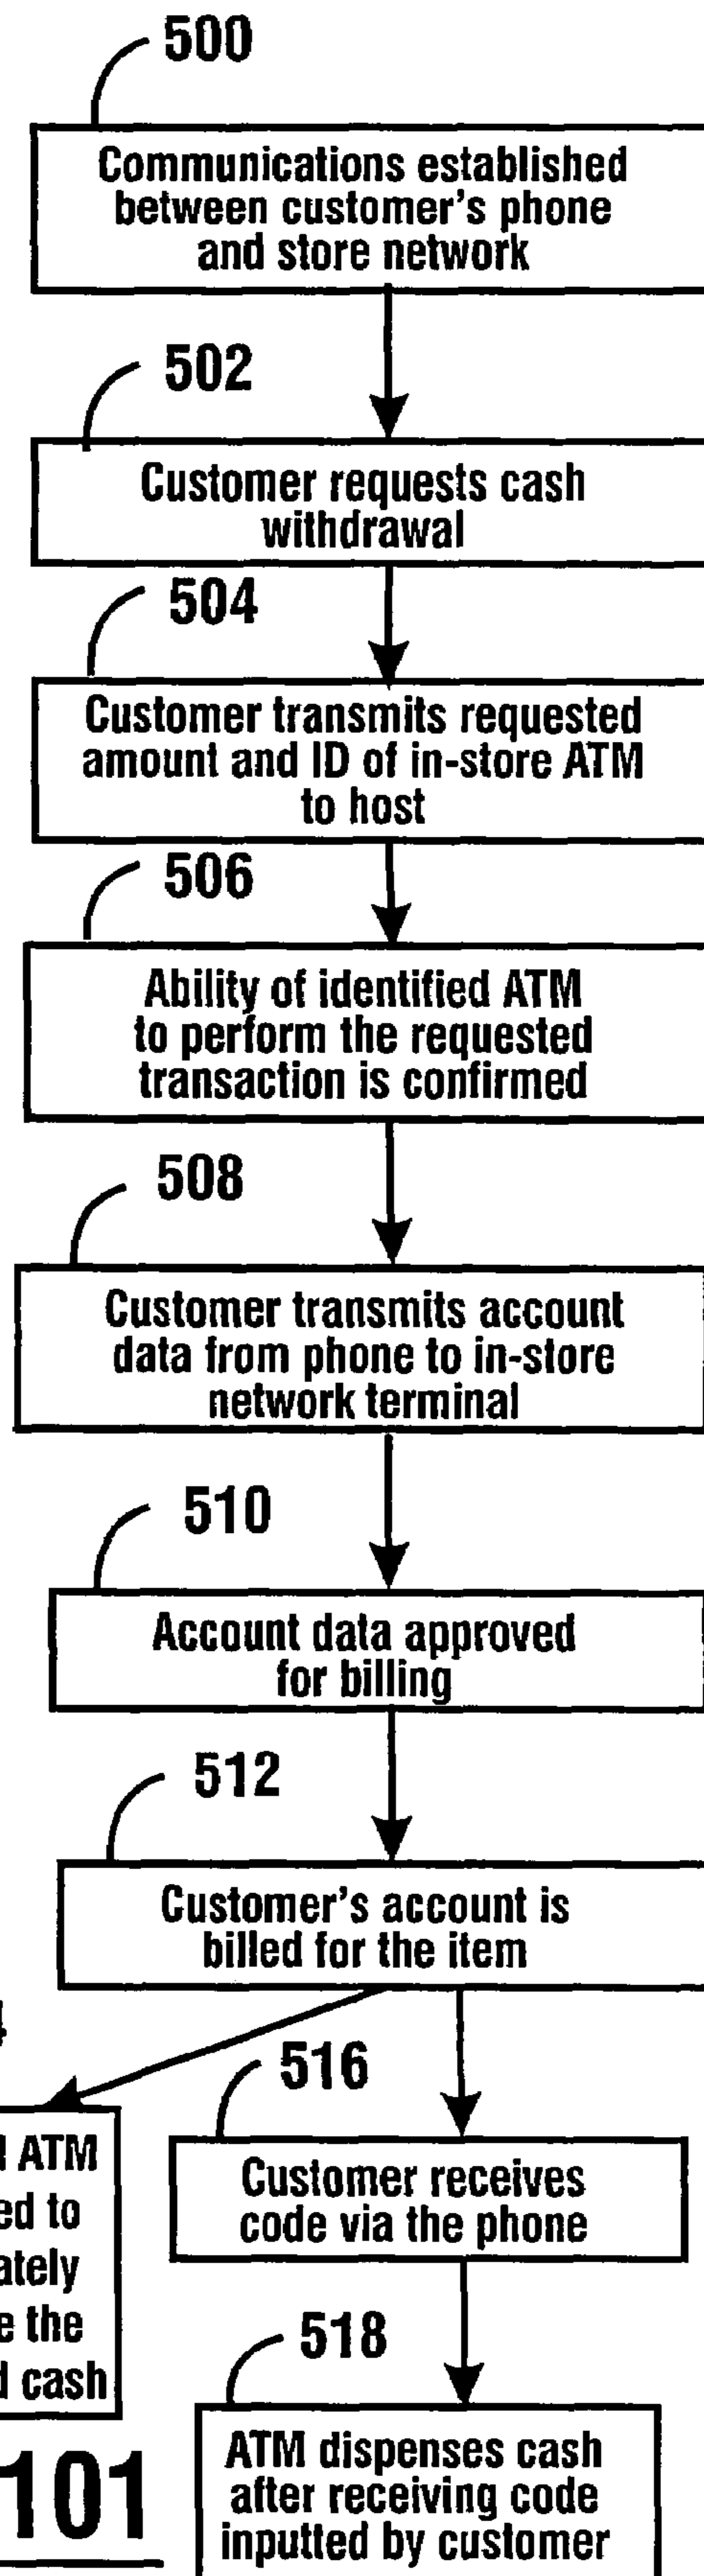 500
Communications established
between customer's phone
and store network
502
Customer requests cash
withdrawal
504
Customer transmits requested
amount and ID of in-store ATM
to host
506
Ability of identified ATM
to perform the requested
transaction is confirmed
508
Customer transmits account
data from phone to in-store
network terminal
510
Account data approved
for billing
512
Customer's account is
billed for the item
ATM
ed to
ately
e the
d cash
516
Customer receives
code via the phone
518
ATM dispenses cash
after receiving code
inputted by customer
101